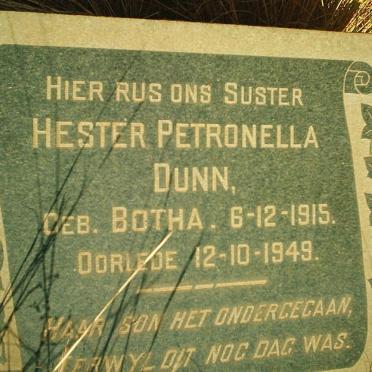 HIER RUS ONS SUSTER
HESTER PETRONELLA
DUNN,
GEB. BOTHA. 6-12-1915.
OORLEDE 12-10-1949.
HAAR SON HET ONDERGEGAAN,
TERWYL DIT NOG DAG WAS.